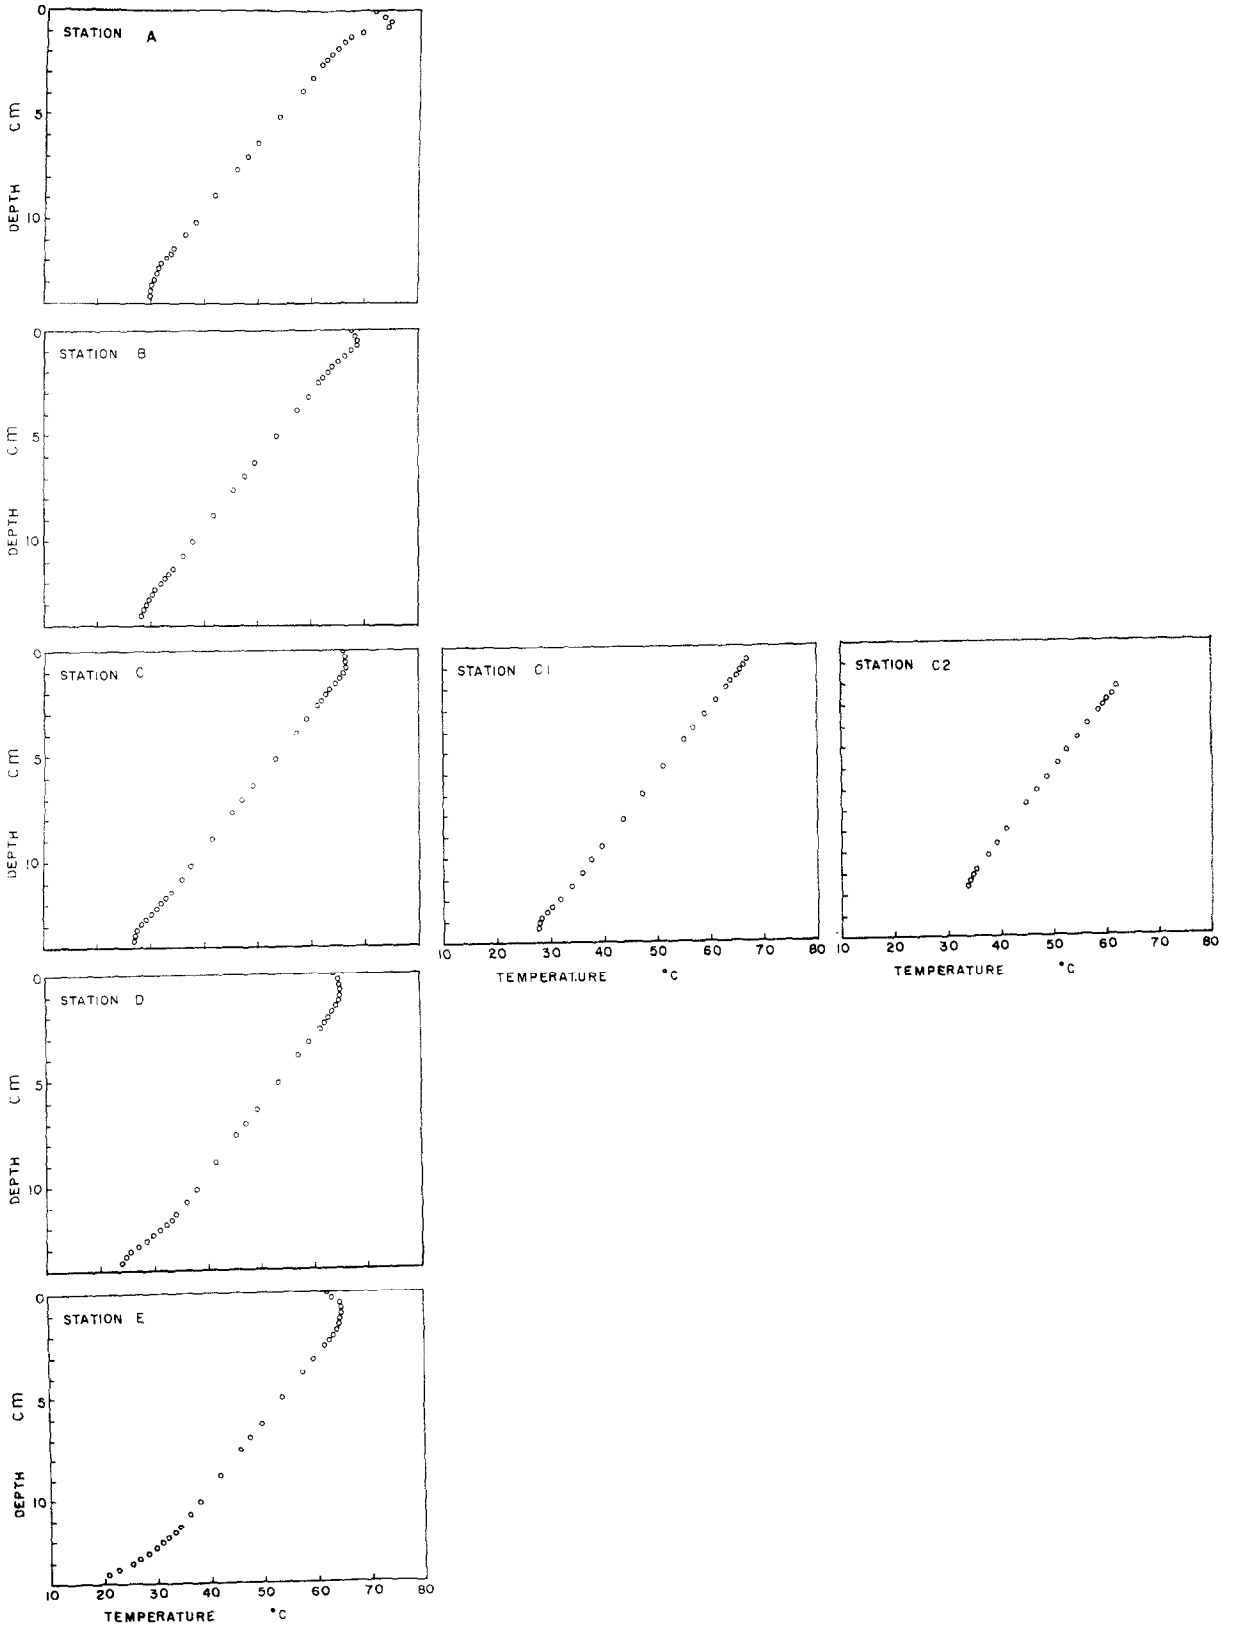 0
STATION A
5
10
DEPTH cm
0
STATION B
5
10
DEPTH cm
0
STATION C
5
10
DEPTH cm
STATION C1
10 20 30 40 50 60 70 80
TEMPERATURE °C
STATION C2
10 20 30 40 50 60 70 80
TEMPERATURE °C
0
STATION D
5
10
DEPTH cm
0
STATION E
5
10
DEPTH cm
10 20 30 40 50 60 70 80
TEMPERATURE °C